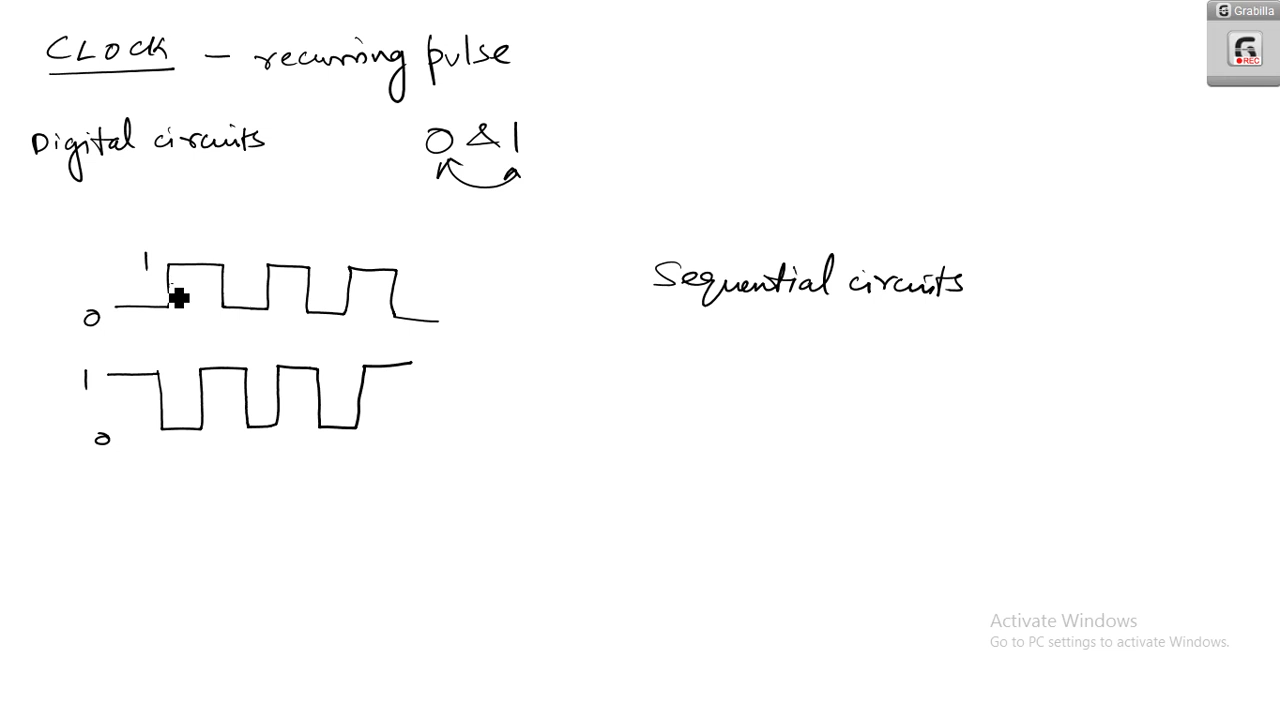 Grabilla
REC
CLOCK – recurring pulse
Digital circuits 0 & 1
1
0
Sequential circuits
1
0
Activate Windows
Go to PC settings to activate Windows.